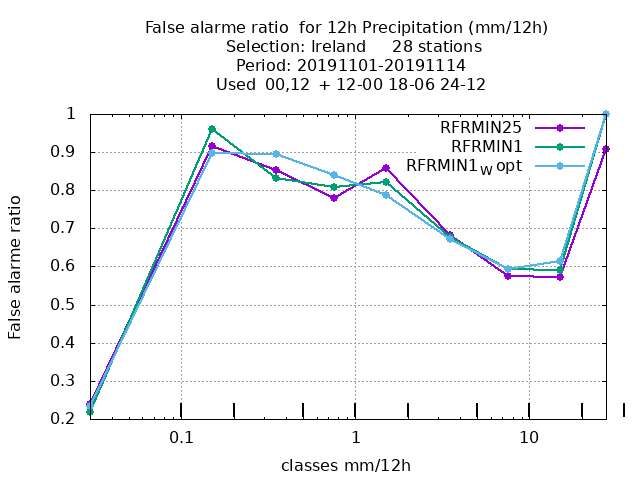 False alarme ratio  for 12h Precipitation (mm/12h)
Selection: Ireland     28 stations
Period: 20191101-20191114
Used  00,12  + 12-00 18-06 24-12
RFRMIN25
RFRMIN1
RFRMIN1W opt
False alarme ratio
1
0.9
0.8
0.7
0.6
0.5
0.4
0.3
0.2
0.1
1
10
classes mm/12h